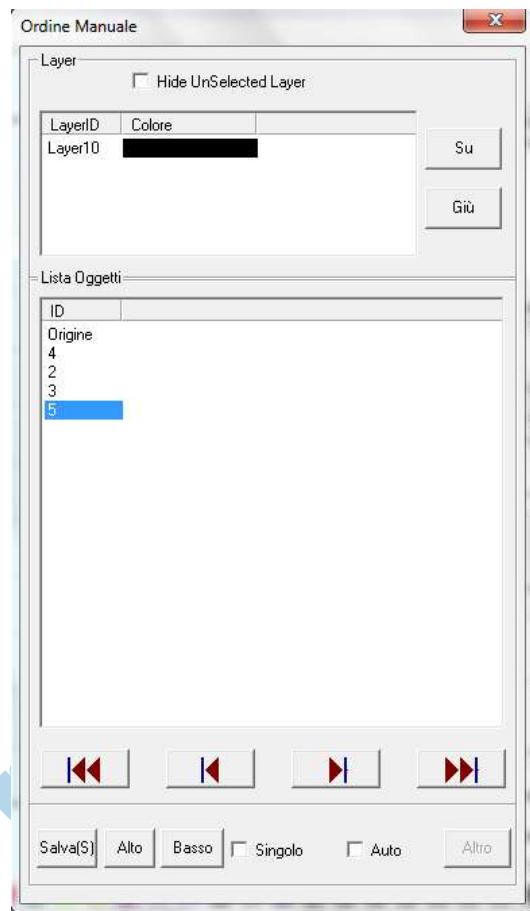 Ordine Manuale
Layer
Hide UnSelected Layer
LayerID Colore
Layer10
Su
Giù
Lista Oggetti
ID
Origine
4
2
3
5
Salva(S) Alto Basso Singolo Auto Altro